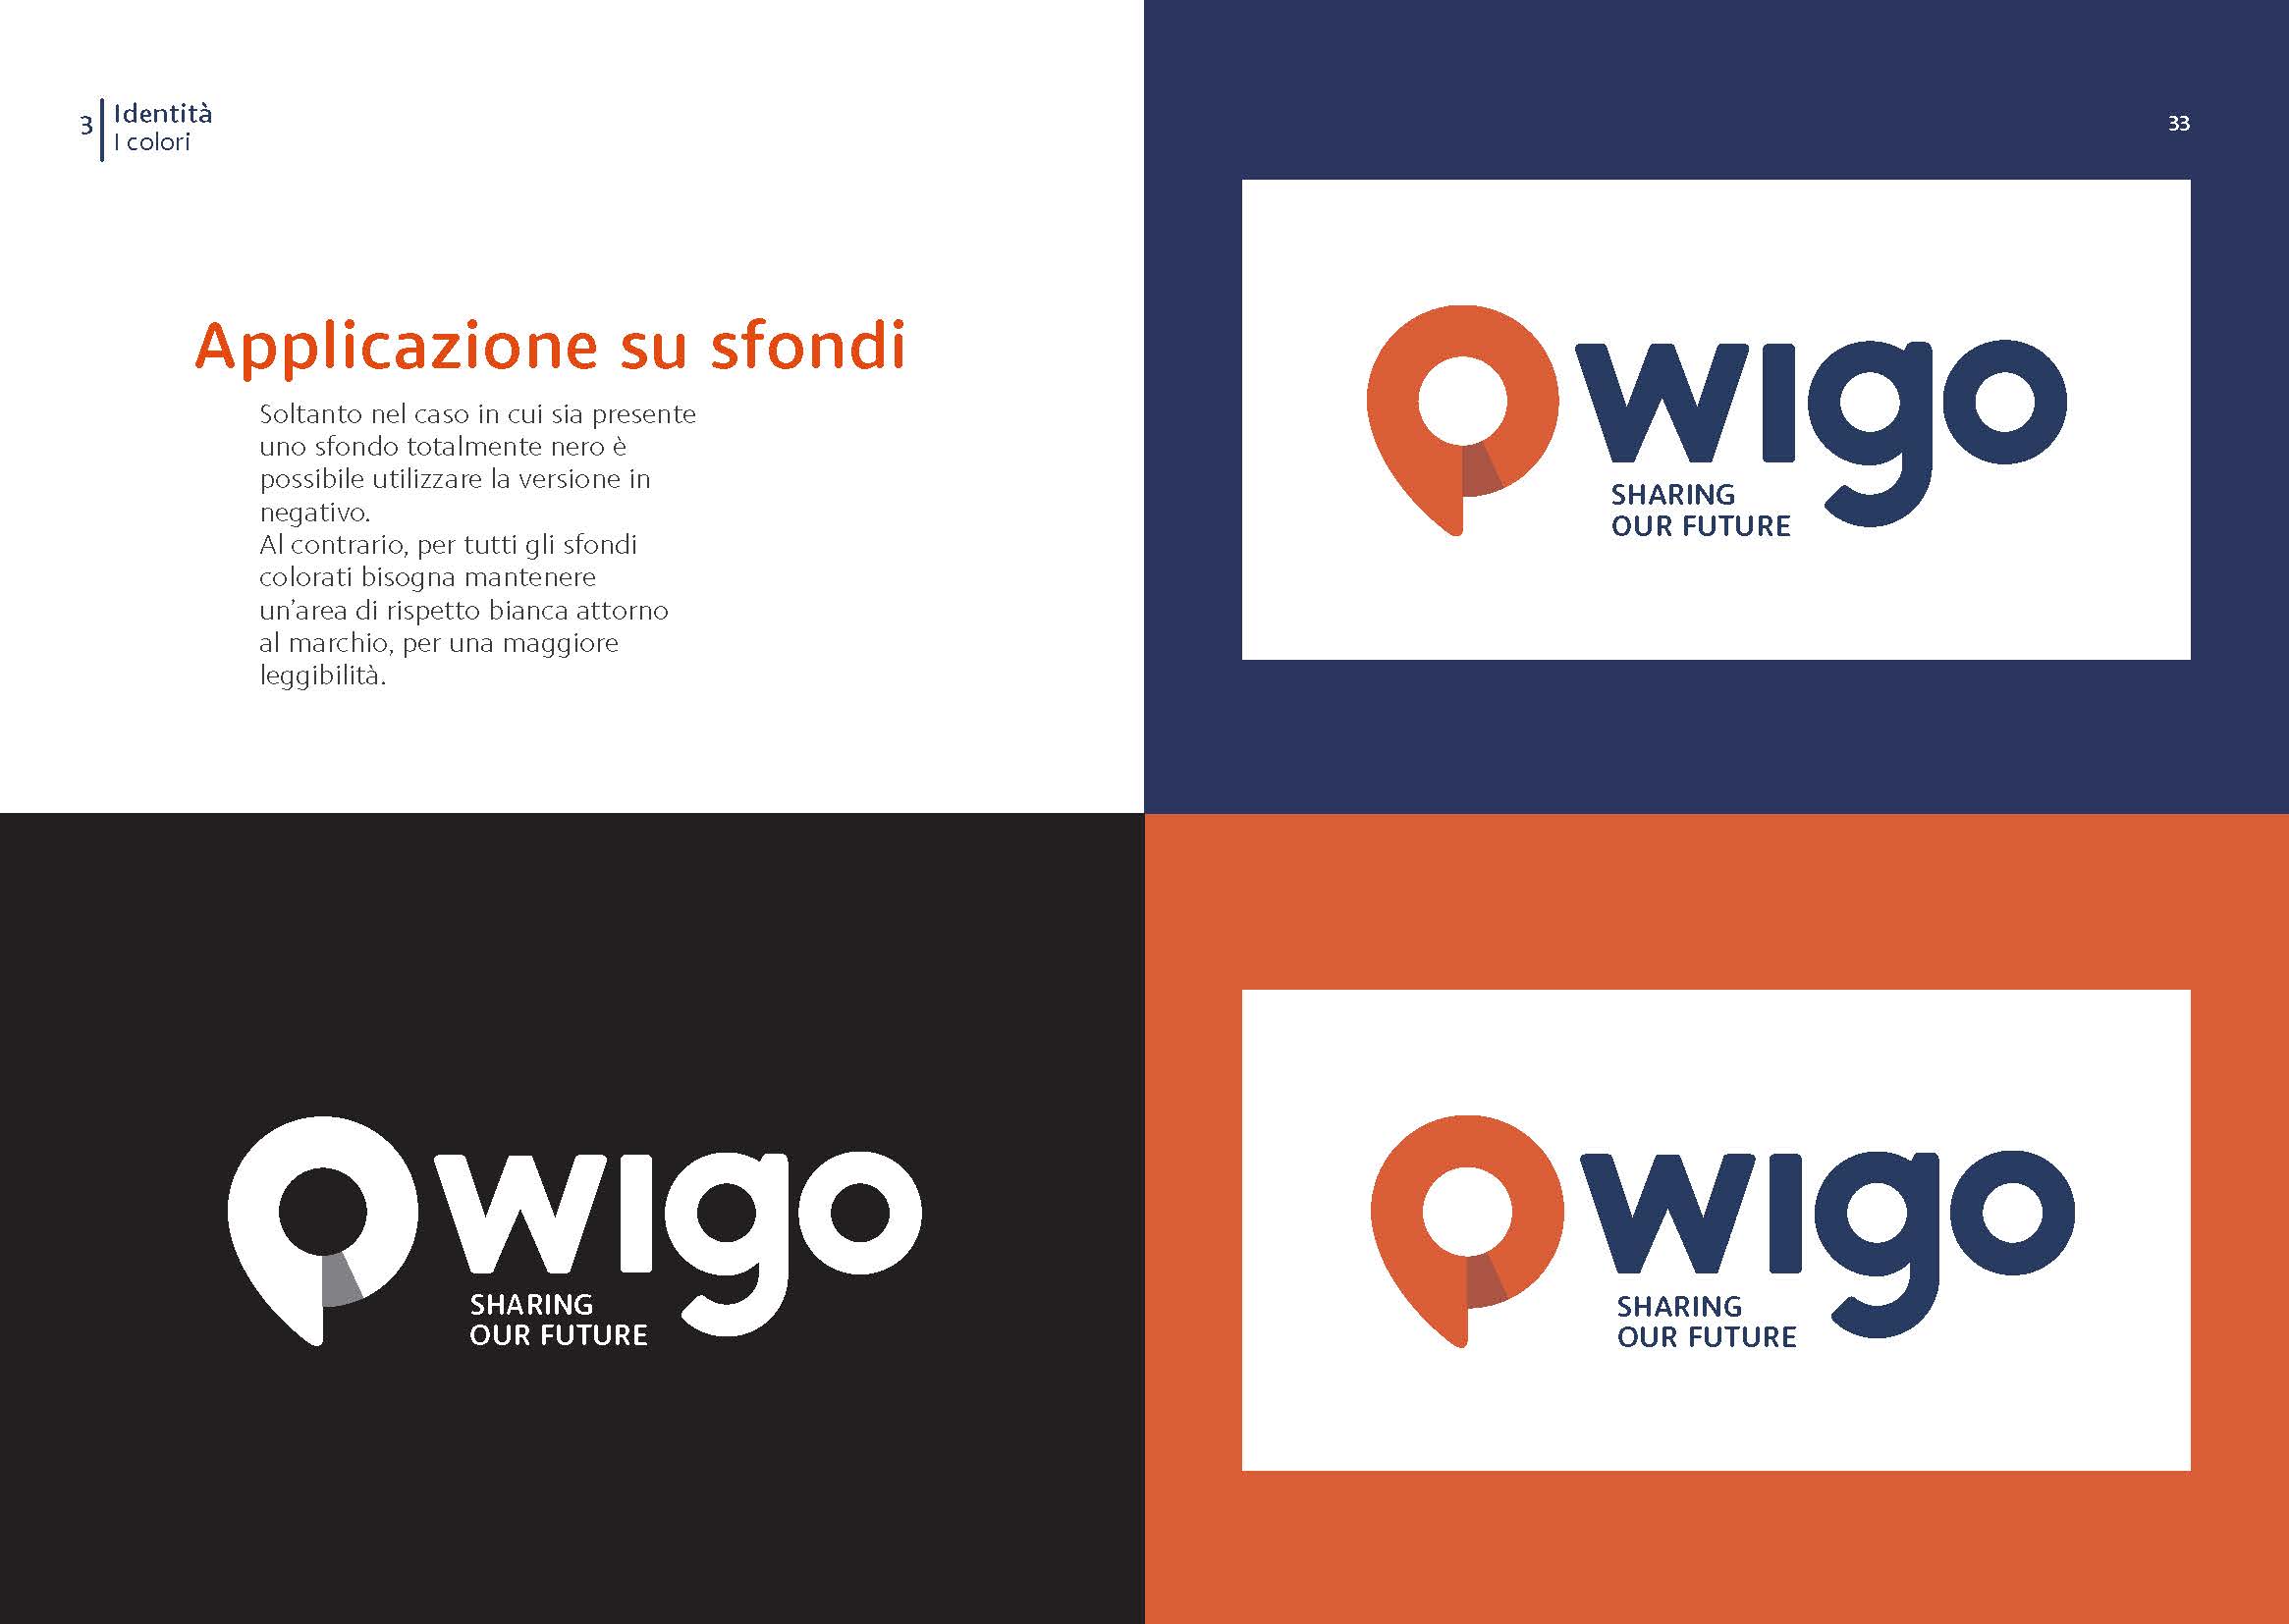 3
Identità
I colori
33
Applicazione su sfondi
Soltanto nel caso in cui sia presente
uno sfondo totalmente nero è
possibile utilizzare la versione in
negativo.
Al contrario, per tutti gli sfondi
colorati bisogna mantenere
un’area di rispetto bianca attorno
al marchio, per una maggiore
leggibilità.
wigo
SHARING
OUR FUTURE
wigo
SHARING
OUR FUTURE
wigo
SHARING
OUR FUTURE